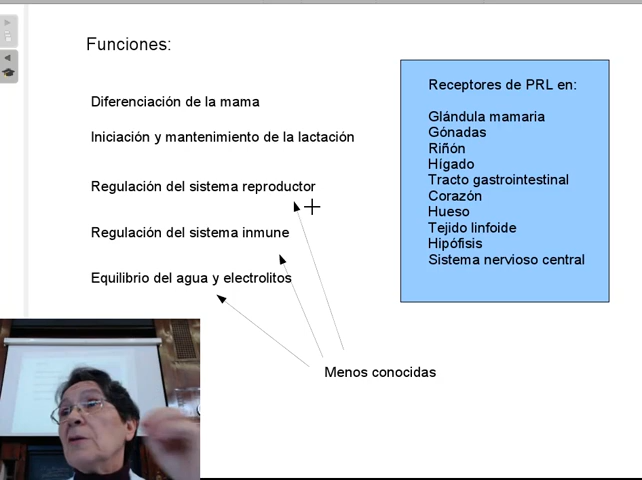 Funciones:
Diferenciación de la mama
Iniciación y mantenimiento de la lactación
Regulación del sistema reproductor
Regulación del sistema inmune
Equilibrio del agua y electrolitos
Menos conocidas
Receptores de PRL en:
Glándula mamaria
Gónadas
Riñón
Hígado
Tracto gastrointestinal
Corazón
Hueso
Tejido linfoide
Hipófisis
Sistema nervioso central